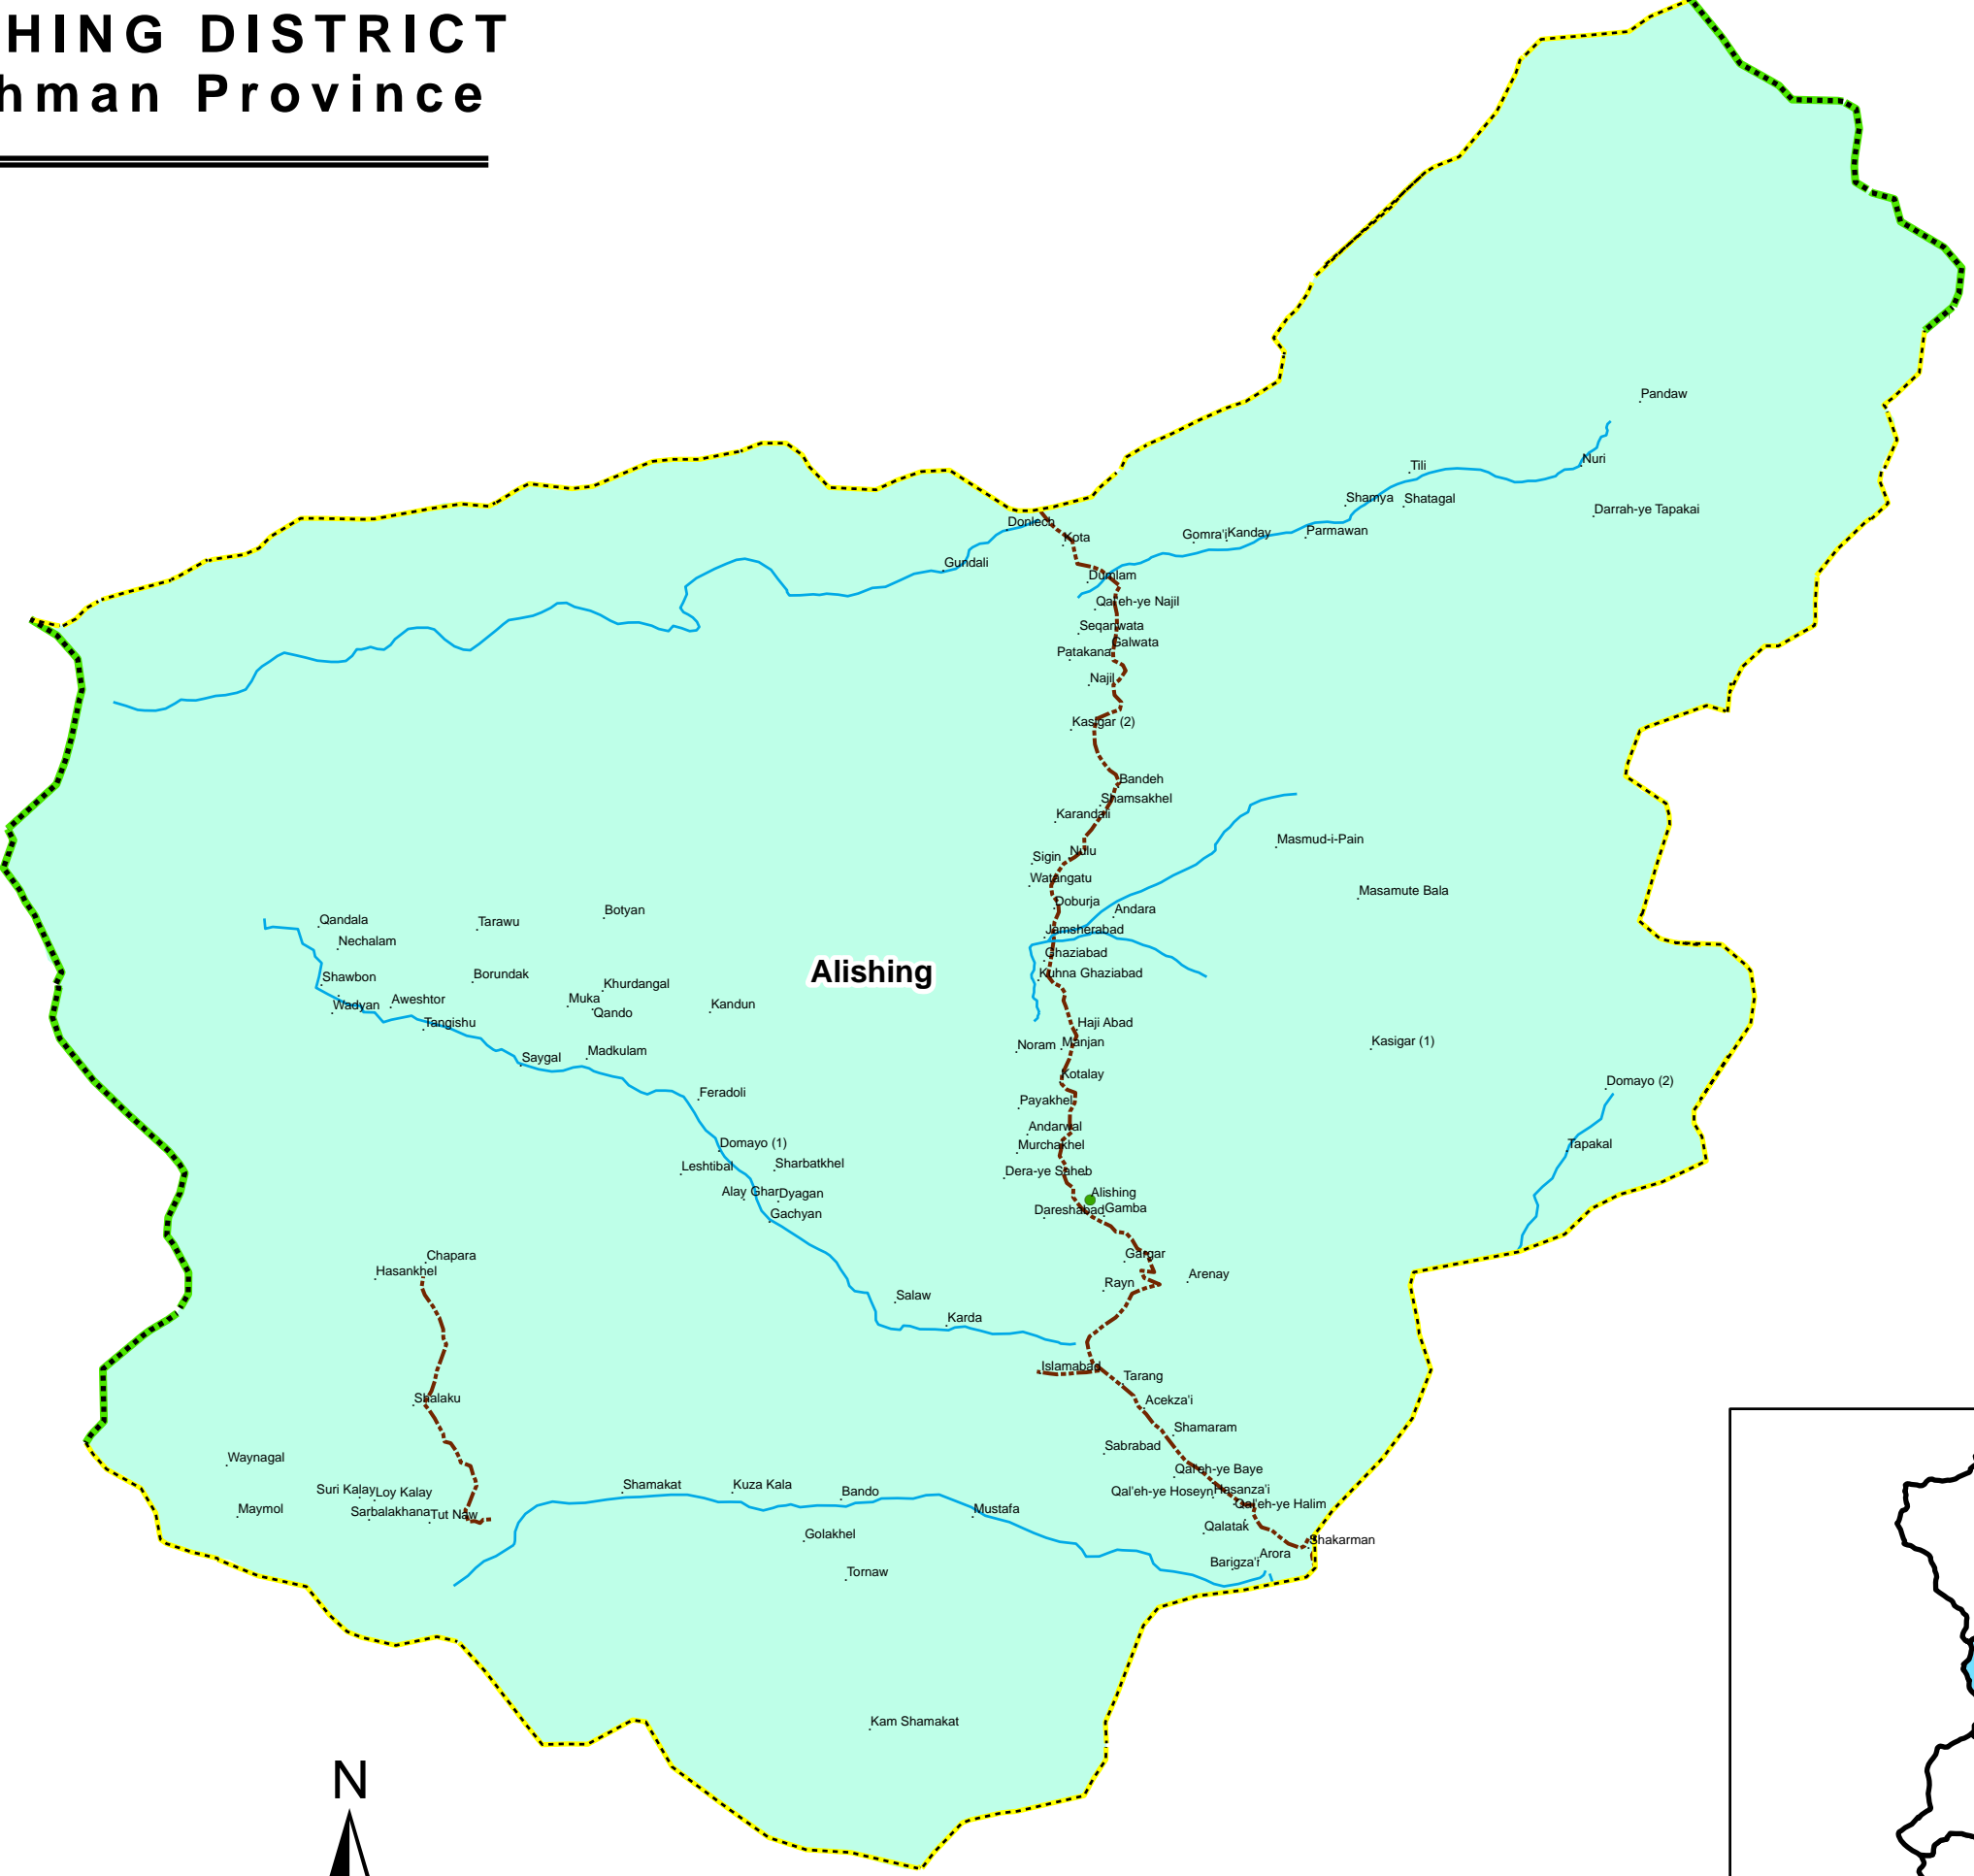 HING DISTRICT
hman Province
Pandaw
Tili
Nuri
Shamya
Shatagal
Darrah-ye Tapakai
Donlech
Kota
Gomra'i
Kanday
Parmawan
Gundali
Dumlam
Qal'eh-ye Najil
Seqanwata
Galwata
Patakana
Najil
Kasigar (2)
Bandeh
Shamsakhel
Karandali
Masmud-i-Pain
Nulu
Sigin
Watangatu
Masamute Bala
Doburja
Andara
Botyan
Qandala
Tarawu
Jamsherabad
Nechalam
Ghaziabad
Alishing
Kuhna Ghaziabad
Shawbon
Borundak
Khurdangal
Wadyan
Aweshtor
Muka
Qando
Kandun
Tangishu
Haji Abad
Noram
Manjan
Kasigar (1)
Saygal
Madkulam
Kotalay
Domayo (2)
Feradoli
Payakhel
Andarwal
Domayo (1)
Murchakhel
Tapakal
Leshtibal
Sharbatkhel
Dera-ye Saheb
Alay Ghar
Dyagan
Alishing
Gachyan
Dareshabad
Gamba
Chapara
Gargar
Hasankhel
Rayn
Arenay
Salaw
Karda
Islamabad
Tarang
Shalaku
Acekza'i
Shamaram
Sabrabad
Waynagal
Qal'eh-ye Baye
Suri Kalay
Loy Kalay
Shamakat
Kuza Kala
Bando
Qal'eh-ye Hoseyn
Hasanza'i
Maymol
Sarbalakhana
Tut Naw
Mustafa
Qal'eh-ye Halim
Golakhel
Qalatak
Shakarman
Barigza'i
Arora
Tornaw
Kam Shamakat
N